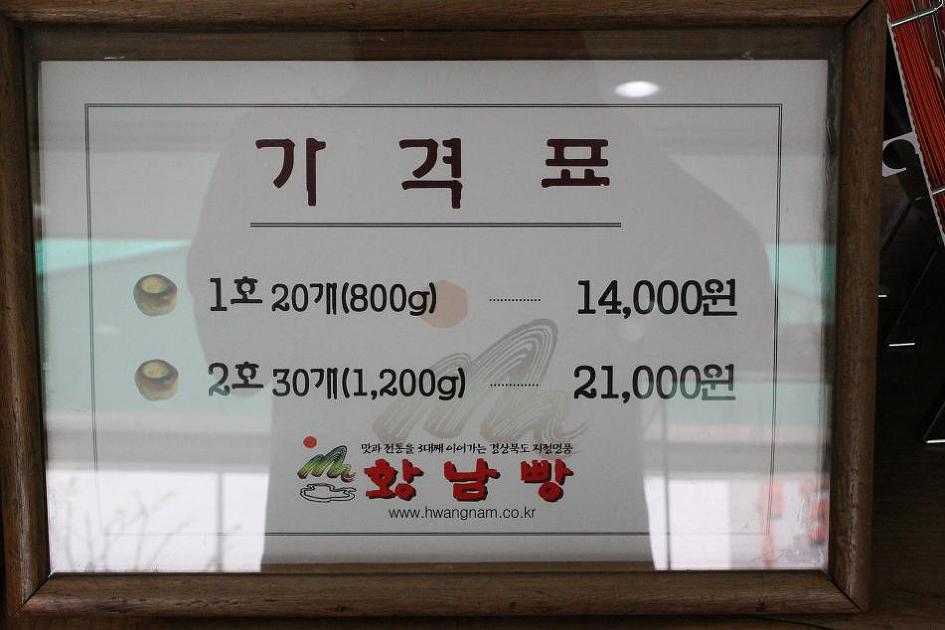 가격표
1호 20개(800g) 14,000원
2호 30개(1,200g) 21,000원
맛과 전통을 3대째 이어가는 경상북도 지정명품
황남빵
www.hwangnam.co.kr